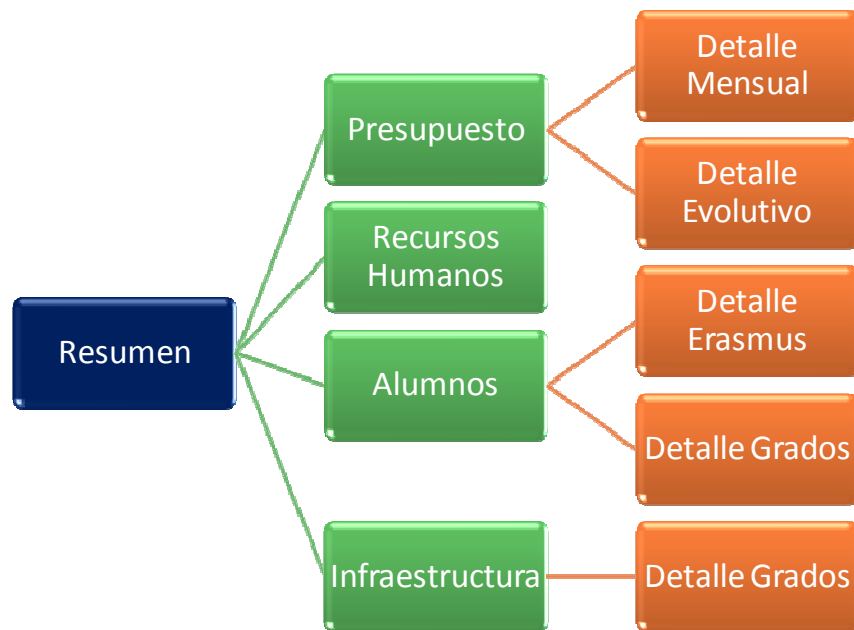 Resumen
Presupuesto
Detalle
Mensual
Detalle
Evolutivo
Recursos
Humanos
Alumnos
Detalle
Erasmus
Detalle Grados
Infraestructura
Detalle Grados